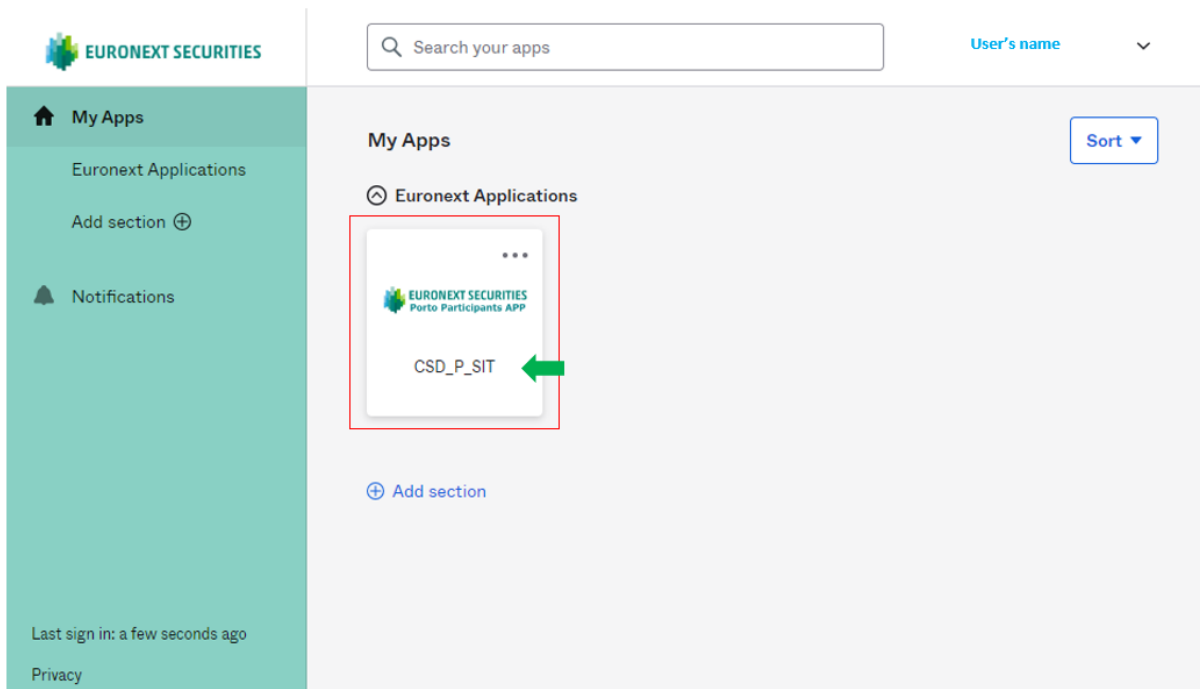 EURONEXT SECURITIES
Search your apps
User's name
My Apps
Euronext Applications
Add section
Notifications
Last sign in: a few seconds ago
Privacy
My Apps
Sort
Euronext Applications
EURONEXT SECURITIES
Porto Participants APP
CSD_P_SIT
Add section